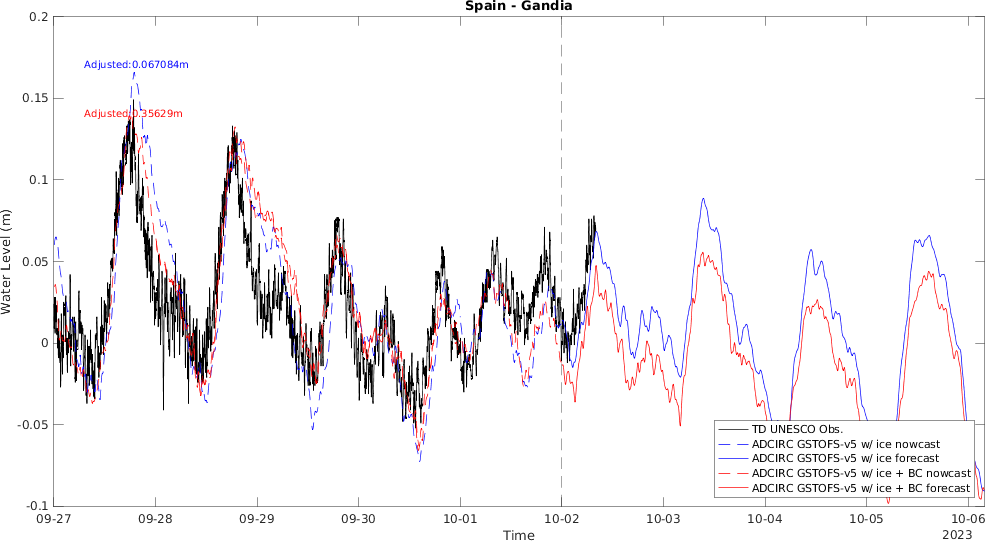 Spain - Gandia
0.2
0.15
0.1
0.05
0
-0.05
-0.1
Water Level (m)
Adjusted:0.067084m
Adjusted:0.35629m
09-27
09-28
09-29
09-30
10-01
10-02
10-03
10-04
10-05
10-06
2023
Time
TD UNESCO Obs.
ADCIRC GSTOFS-v5 w/ ice nowcast
ADCIRC GSTOFS-v5 w/ ice forecast
ADCIRC GSTOFS-v5 w/ ice + BC nowcast
ADCIRC GSTOFS-v5 w/ ice + BC forecast